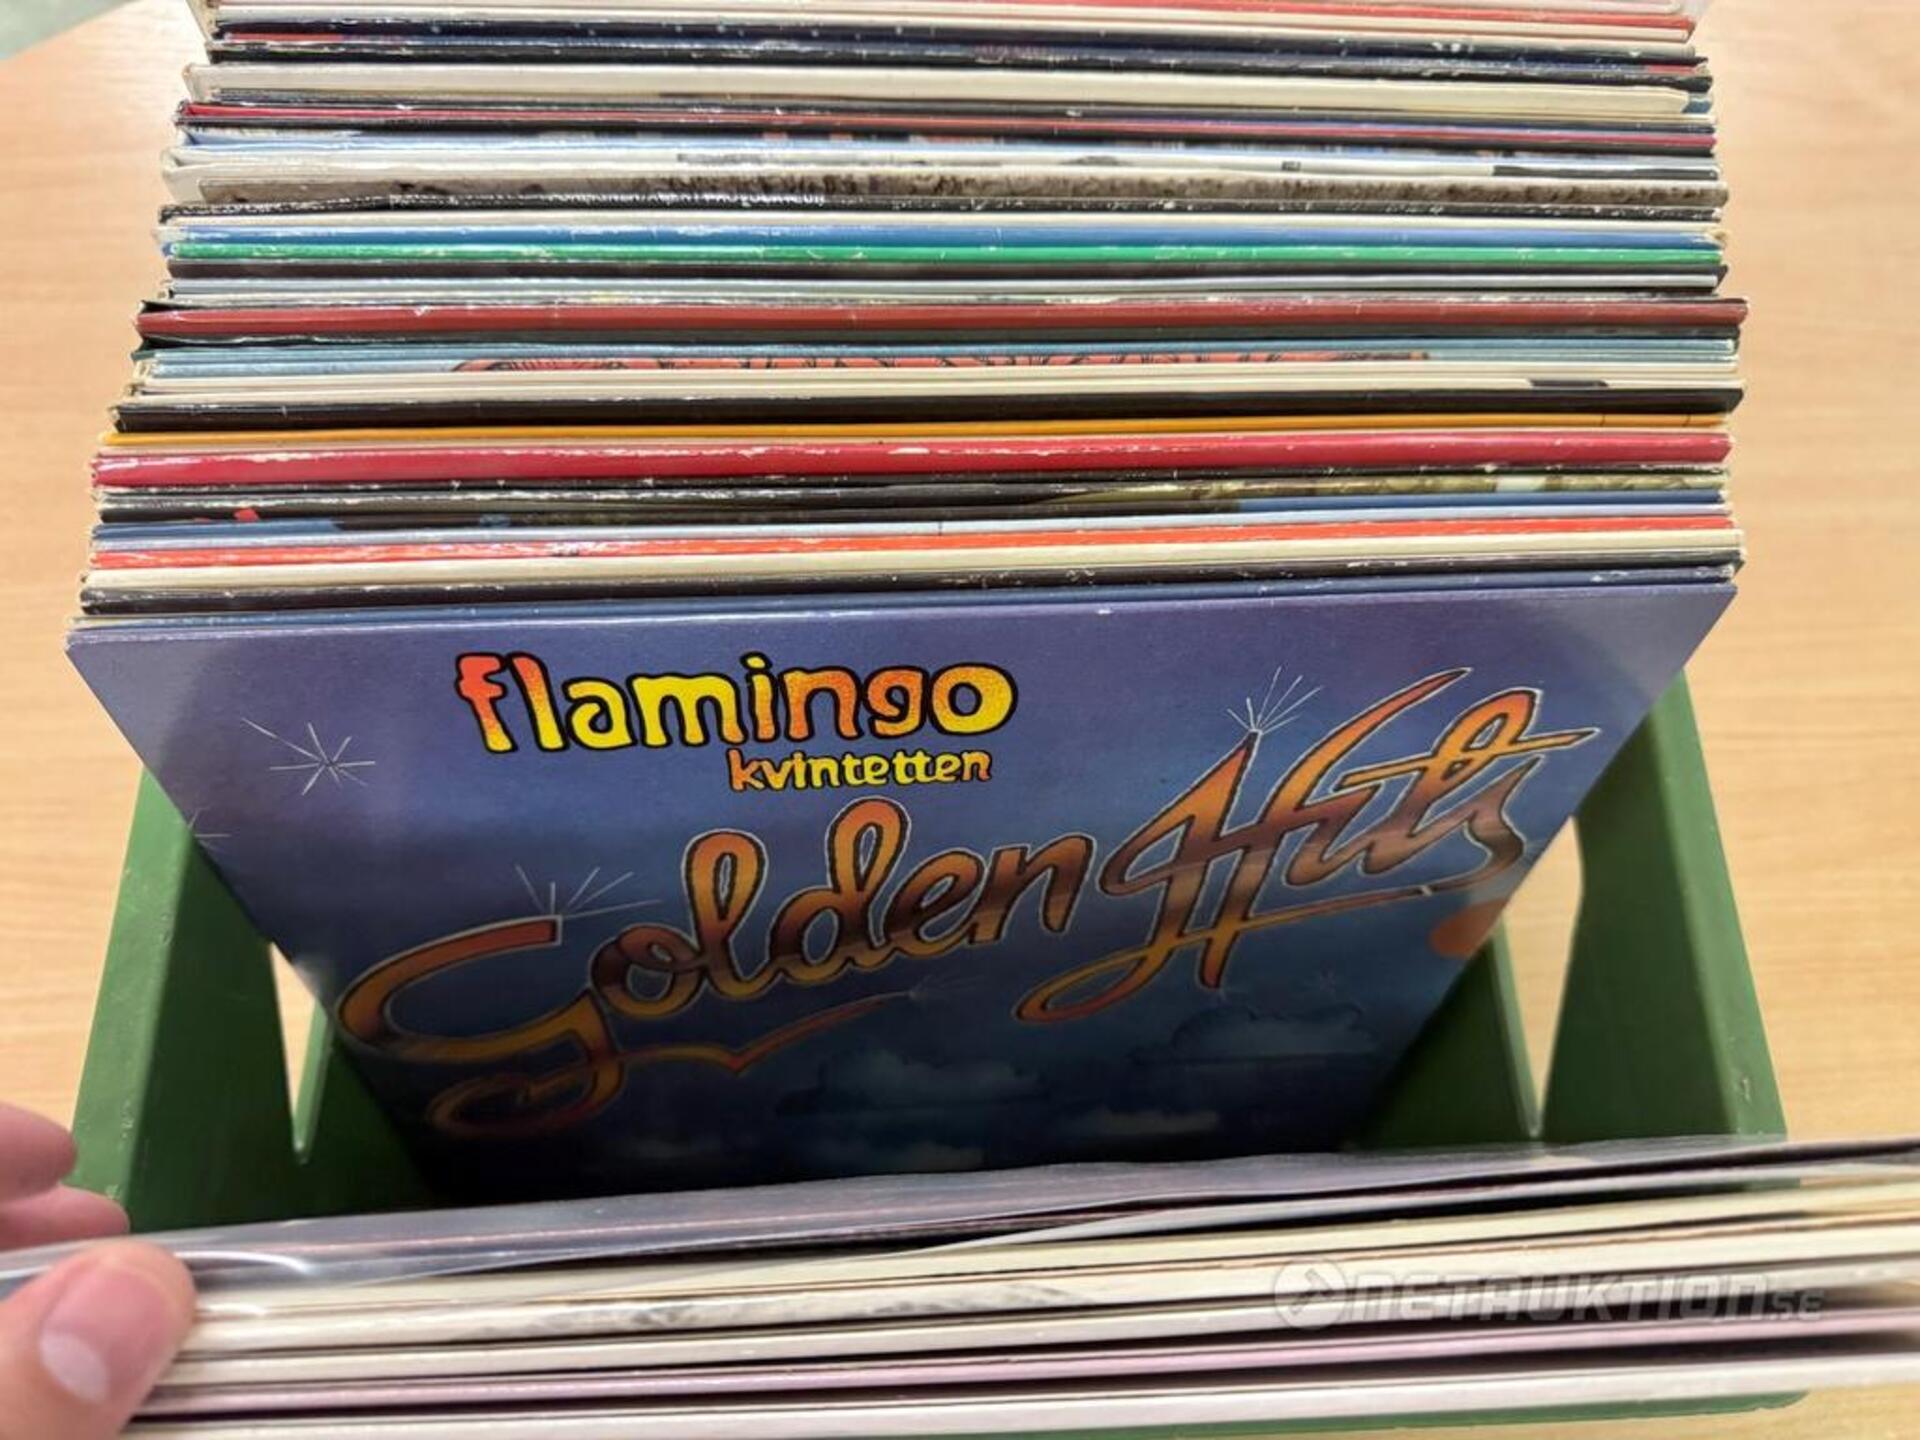 flamingo
kvintetten
Golden Hits
NETAUKTION.SE